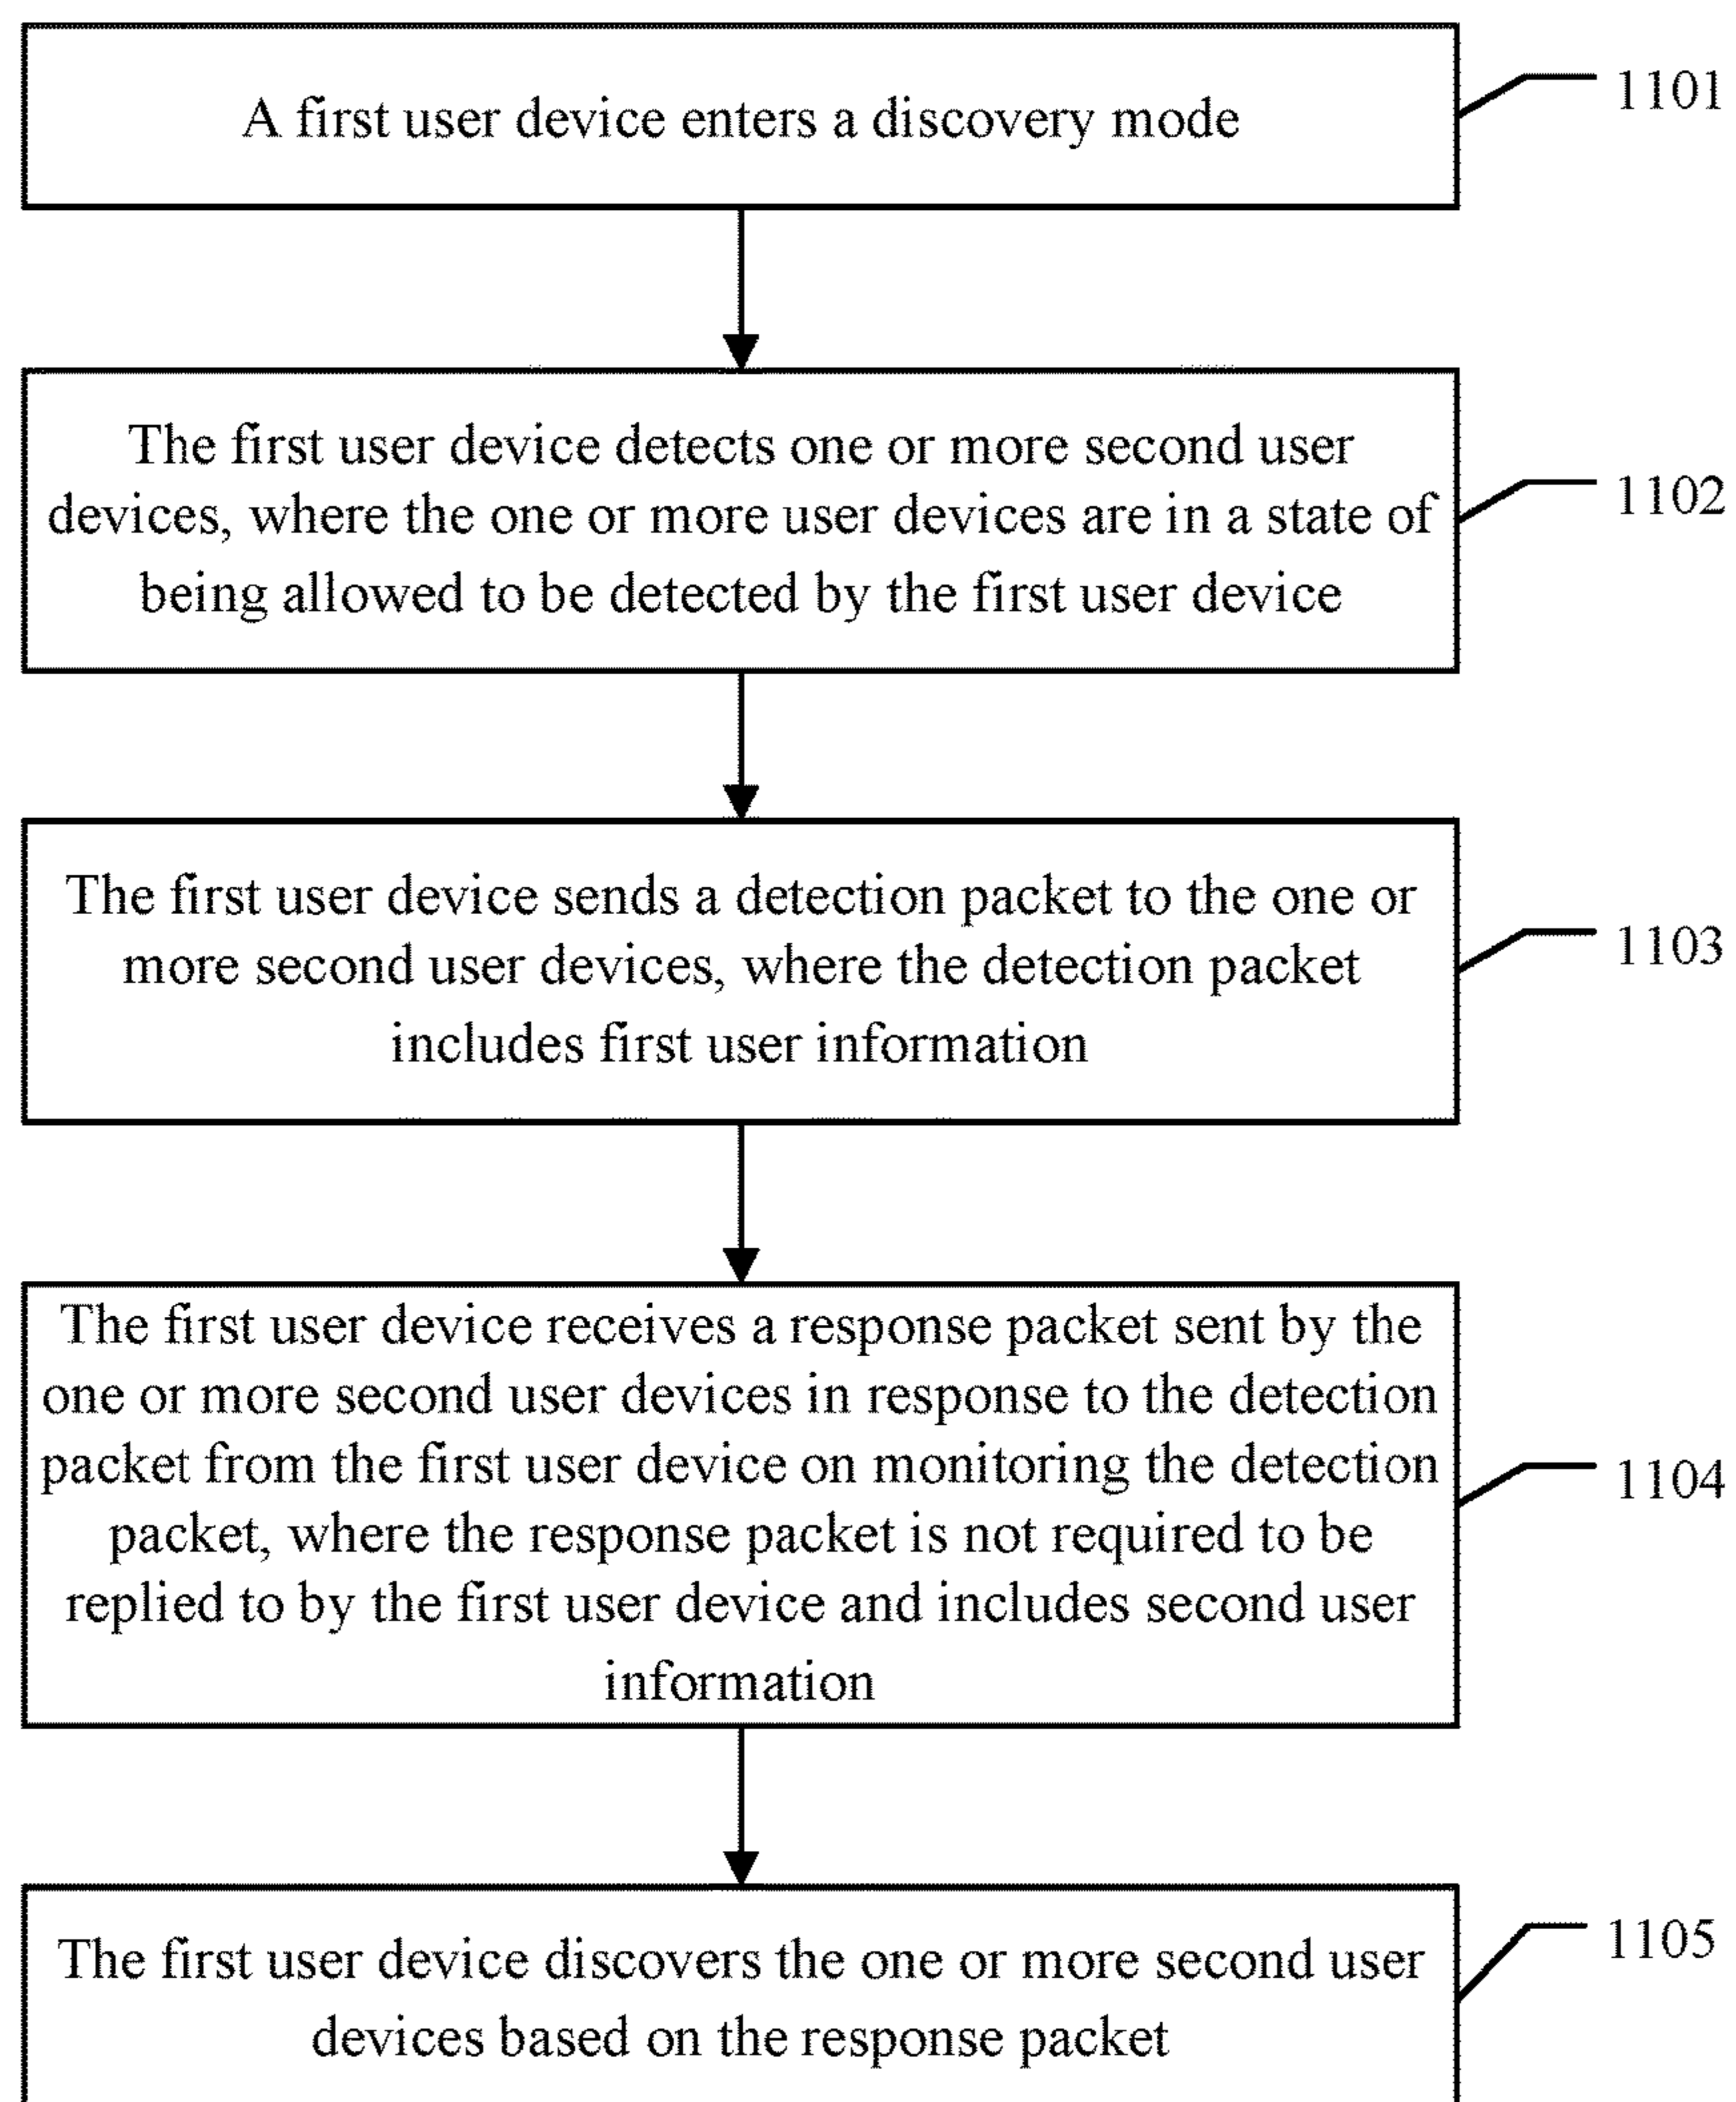 A first user device enters a discovery mode
1101
The first user device detects one or more second user
devices, where the one or more user devices are in a state of
being allowed to be detected by the first user device
1102
The first user device sends a detection packet to the one or
more second user devices, where the detection packet
includes first user information
1103
The first user device receives a response packet sent by the
one or more second user devices in response to the detection
packet from the first user device on monitoring the detection
packet, where the response packet is not required to be
replied to by the first user device and includes second user
information
1104
The first user device discovers the one or more second user
devices based on the response packet
1105